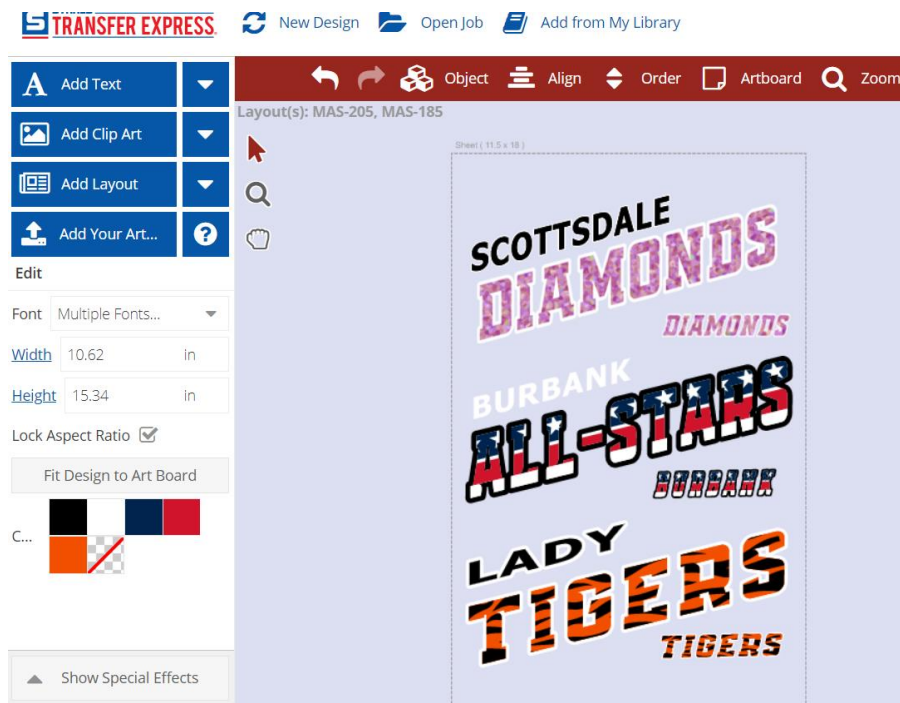 TRANSFER EXPRESS.
New Design
Open Job
Add from My Library
Object
Align
Order
Artboard
Zoom
A Add Text
Add Clip Art
Add Layout
Add Your Art...
?
Edit
Font Multiple Fonts...
Width 10.62 in
Height 15.34 in
Lock Aspect Ratio
Fit Design to Art Board
C...
Show Special Effects
Layout(s): MAS-205, MAS-185
Sheet ( 11.5 x 18 )
SCOTTSDALE
DIAMONDS
DIAMONDS
BURBANK
ALL-STARS
BURBANK
LADY
TIGERS
TIGERS